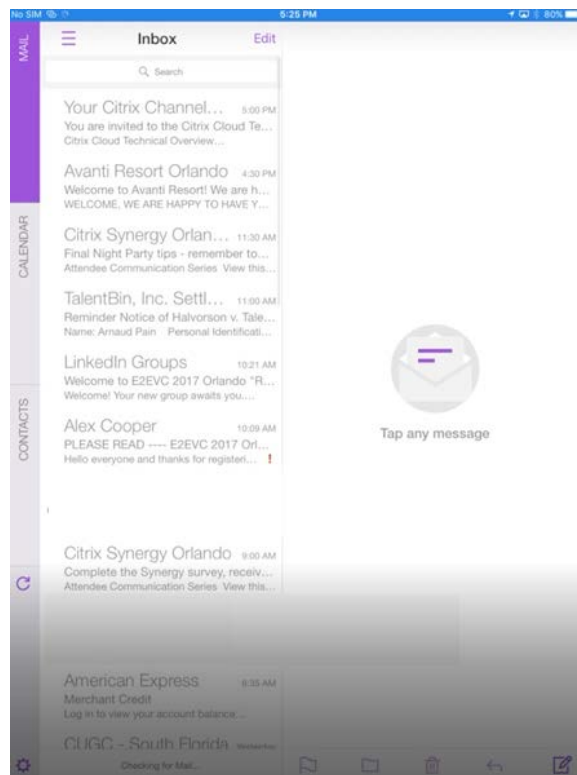 No SIM
5:25 PM
80%
MAIL
CALENDAR
CONTACTS
Inbox
Edit
Search
Your Citrix Channel... 5:00 PM
You are invited to the Citrix Cloud Te...
Citrix Cloud Technical Overview...
Avanti Resort Orlando 4:30 PM
Welcome to Avanti Resort! We are h...
WELCOME, WE ARE HAPPY TO HAVE Y...
Citrix Synergy Orlan... 11:30 AM
Final Night Party tips - remember to...
Attendee Communication Series View this...
TalentBin, Inc. Settl... 11:00 AM
Reminder Notice of Halvorson v. Tale...
Name: Arnaud Pain Personal Identificati...
LinkedIn Groups 10:21 AM
Welcome to E2EVC 2017 Orlando "R...
Welcome! Your new group awaits you....
Alex Cooper 10:09 AM
PLEASE READ ---- E2EVC 2017 Orl...
Hello everyone and thanks for registeri... !
Citrix Synergy Orlando 9:00 AM
Complete the Synergy survey, receiv...
Attendee Communication Series View this...
American Express 6:35 AM
Merchant Credit
Log in to view your account balance...
CUGC - South Florida
Checking for Mail...
Tap any message